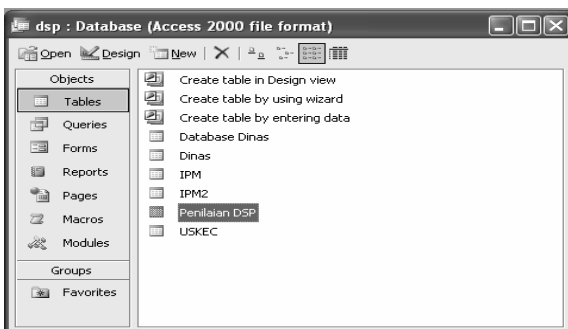 dsp : Database (Access 2000 file format)
Open Design New
Objects
Tables
Queries
Forms
Reports
Pages
Macros
Modules
Groups
Favorites
Create table in Design view
Create table by using wizard
Create table by entering data
Database Dinas
Dinas
IPM
IPM2
Penilaian DSP
USKEC